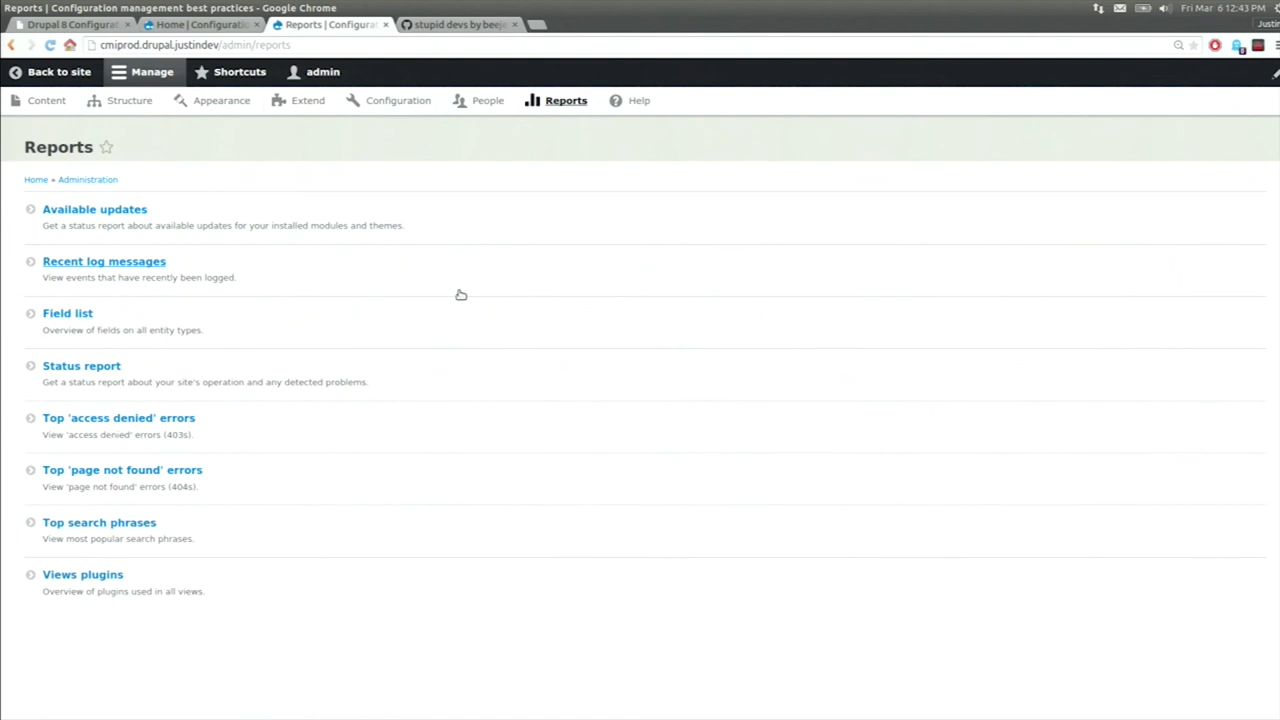 Reports | Configuration management best practices - Google Chrome
Fri Mar 6 12:43 PM
Drupal 8 Configurat
Home | Configuratio
Reports | Configurat
stupid devs by beeje
Justin
cmiprod.drupal.justindev/admin/reports
Back to site
Manage
Shortcuts
admin
Content
Structure
Appearance
Extend
Configuration
People
Reports
Help
Reports
Home » Administration
Available updates
Get a status report about available updates for your installed modules and themes.
Recent log messages
View events that have recently been logged.
Field list
Overview of fields on all entity types.
Status report
Get a status report about your site's operation and any detected problems.
Top 'access denied' errors
View 'access denied' errors (403s).
Top 'page not found' errors
View 'page not found' errors (404s).
Top search phrases
View most popular search phrases.
Views plugins
Overview of plugins used in all views.